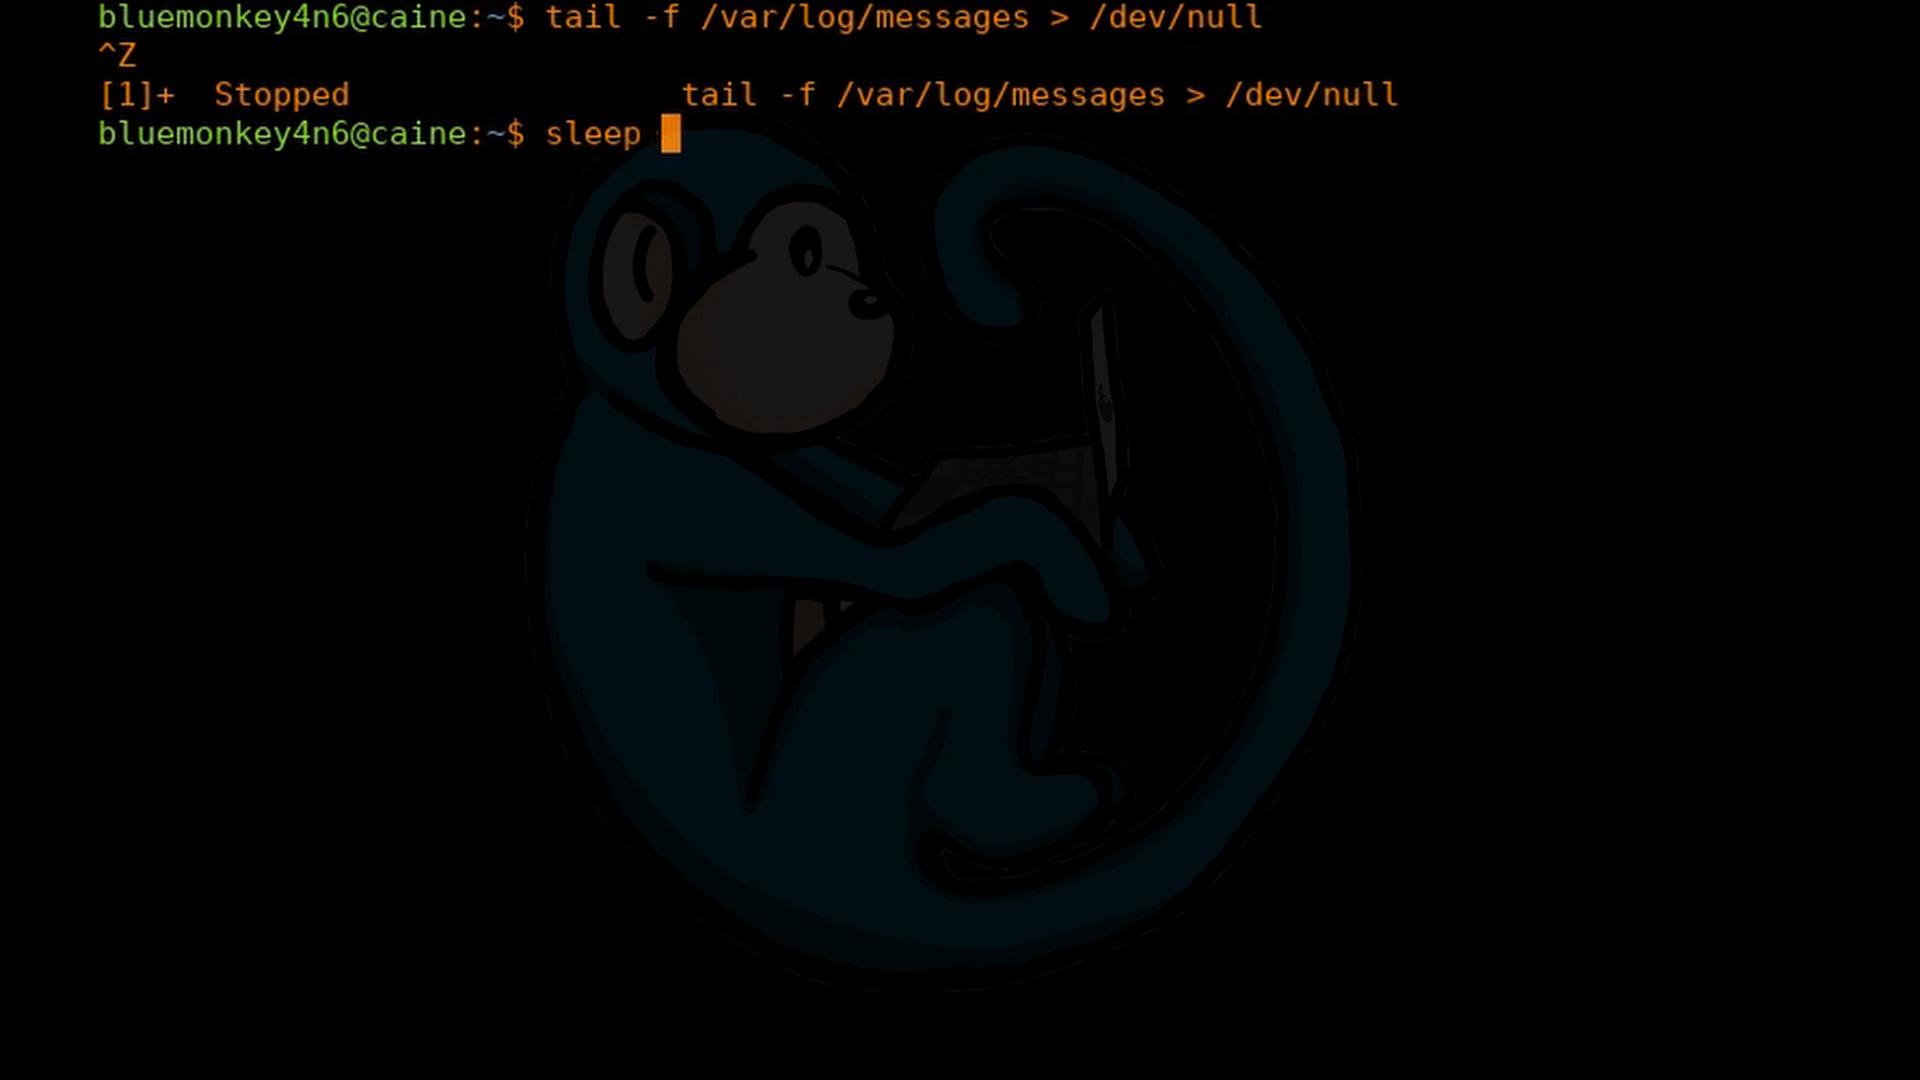 bluemonkey4n6@caine:~$ tail -f /var/log/messages > /dev/null
^Z
[1]+  Stopped                 tail -f /var/log/messages > /dev/null
bluemonkey4n6@caine:~$ sleep